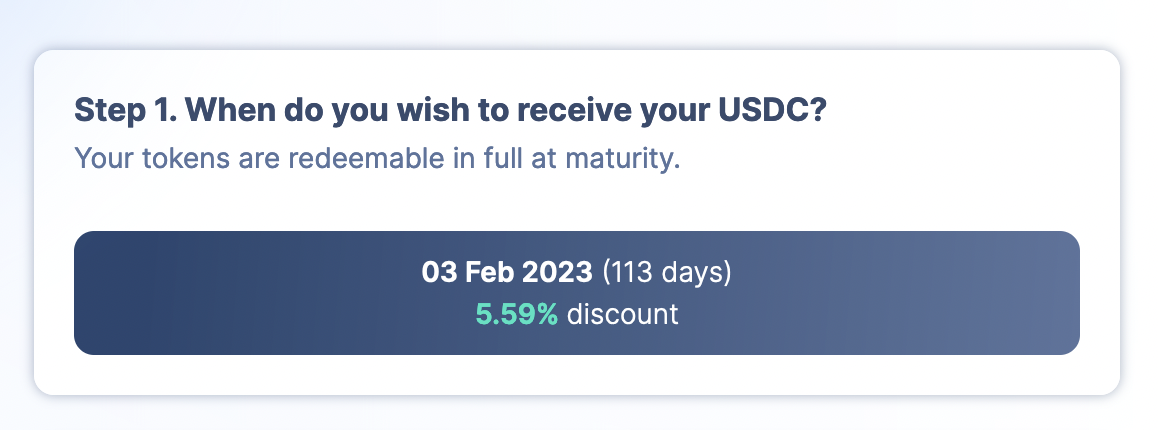 Step 1. When do you wish to receive your USDC?
Your tokens are redeemable in full at maturity.
03 Feb 2023 (113 days)
5.59% discount